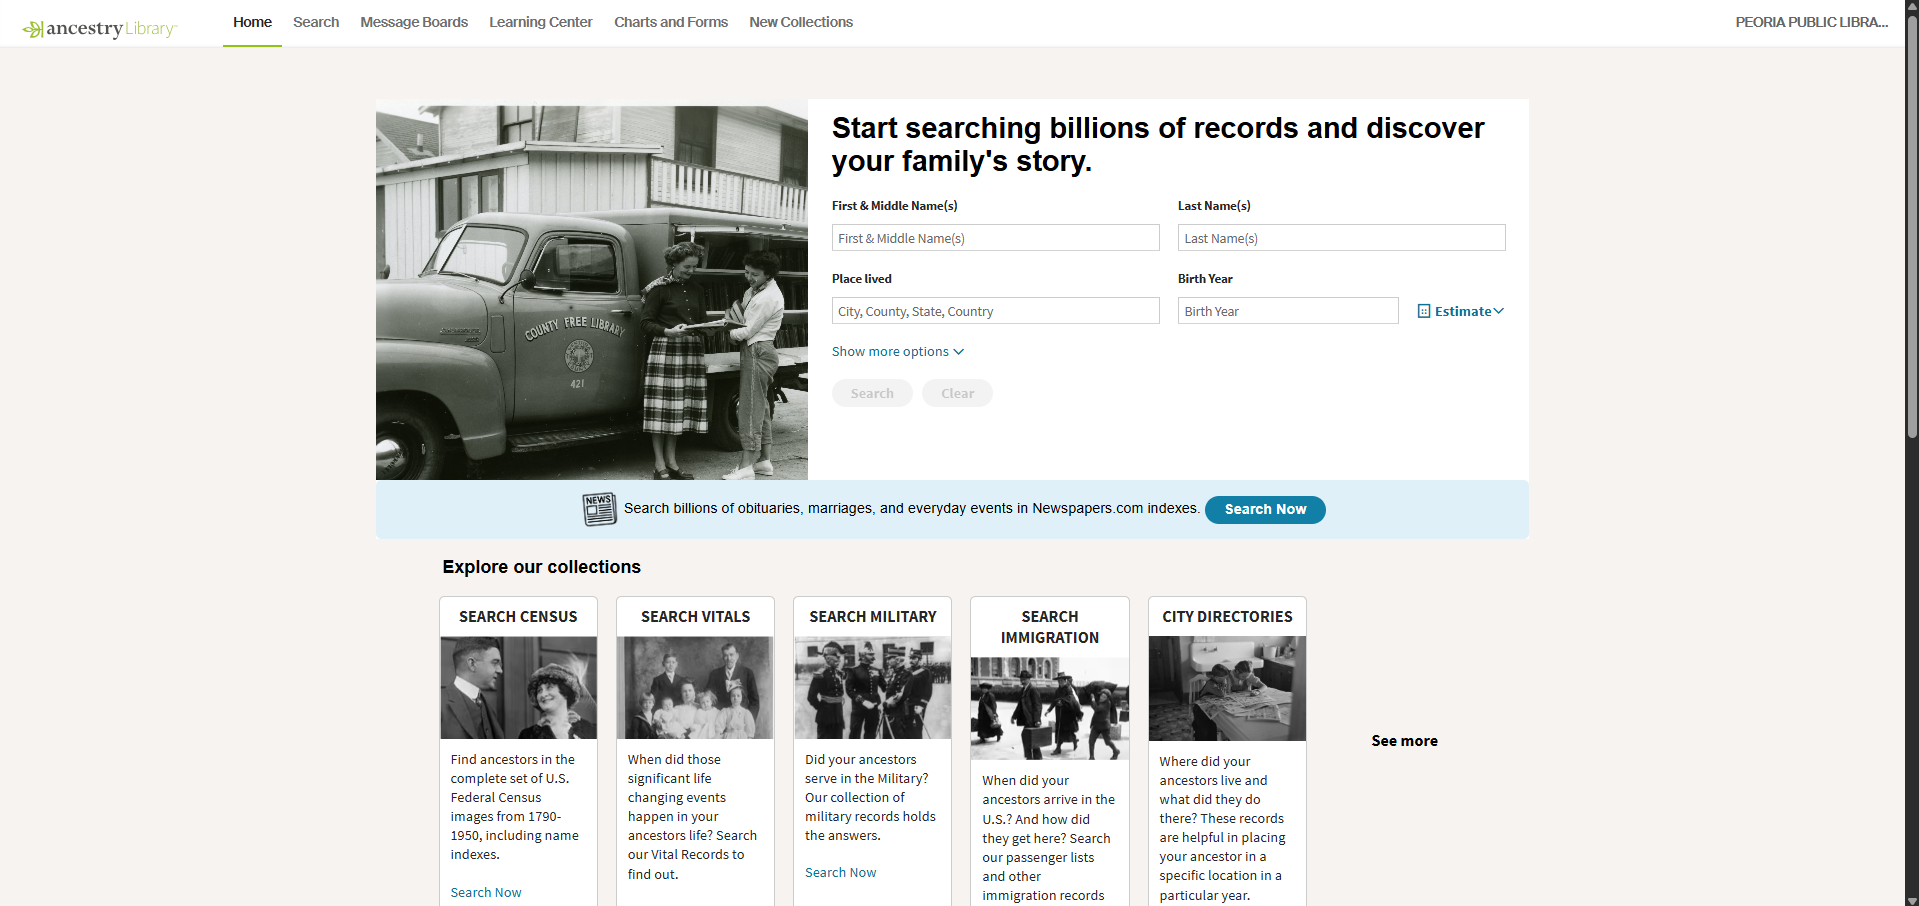 ancestryLibrary
Home Search Message Boards Learning Center Charts and Forms New Collections
PEORIA PUBLIC LIBRA...
COUNTY FREE LIBRARY
421
Start searching billions of records and discover
your family's story.
First & Middle Name(s) Last Name(s)
First & Middle Name(s) Last Name(s)
Place lived Birth Year
City, County, State, Country Birth Year Estimate
Show more options
Search Clear
NEWS
Search billions of obituaries, marriages, and everyday events in Newspapers.com indexes. Search Now
Explore our collections
SEARCH CENSUS
Find ancestors in the
complete set of U.S.
Federal Census
images from 1790-
1950, including name
indexes.
Search Now
SEARCH VITALS
When did those
significant life
changing events
happen in your
ancestors life? Search
our Vital Records to
find out.
SEARCH MILITARY
Did your ancestors
serve in the Military?
Our collection of
military records holds
the answers.
Search Now
SEARCH
IMMIGRATION
When did your
ancestors arrive in the
U.S.? And how did
they get here? Search
our passenger lists
and other
immigration records
CITY DIRECTORIES
Where did your
ancestors live and
what did they do
there? These records
are helpful in placing
your ancestor in a
specific location in a
particular year.
See more